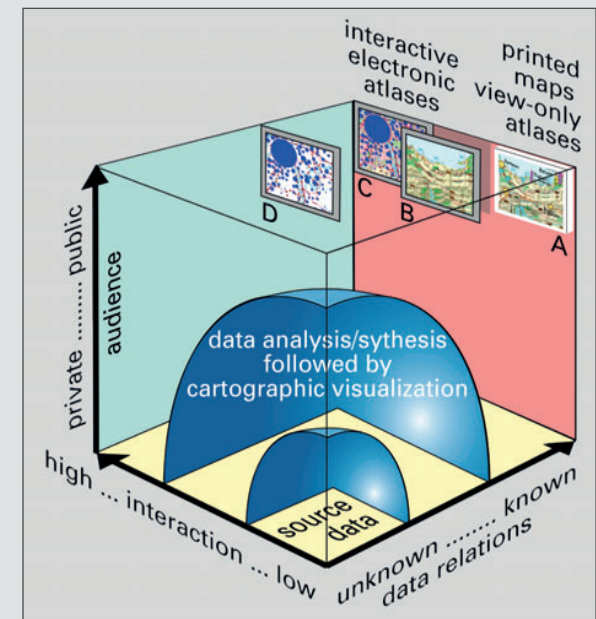 interactive
electronic
atlases
printed
maps
view-only
atlases
D
C
B
A
private ......... public
audience
data analysis/sythesis
followed by
cartographic visualization
source
data
high ... interaction ... low
unknown ........ known
data relations